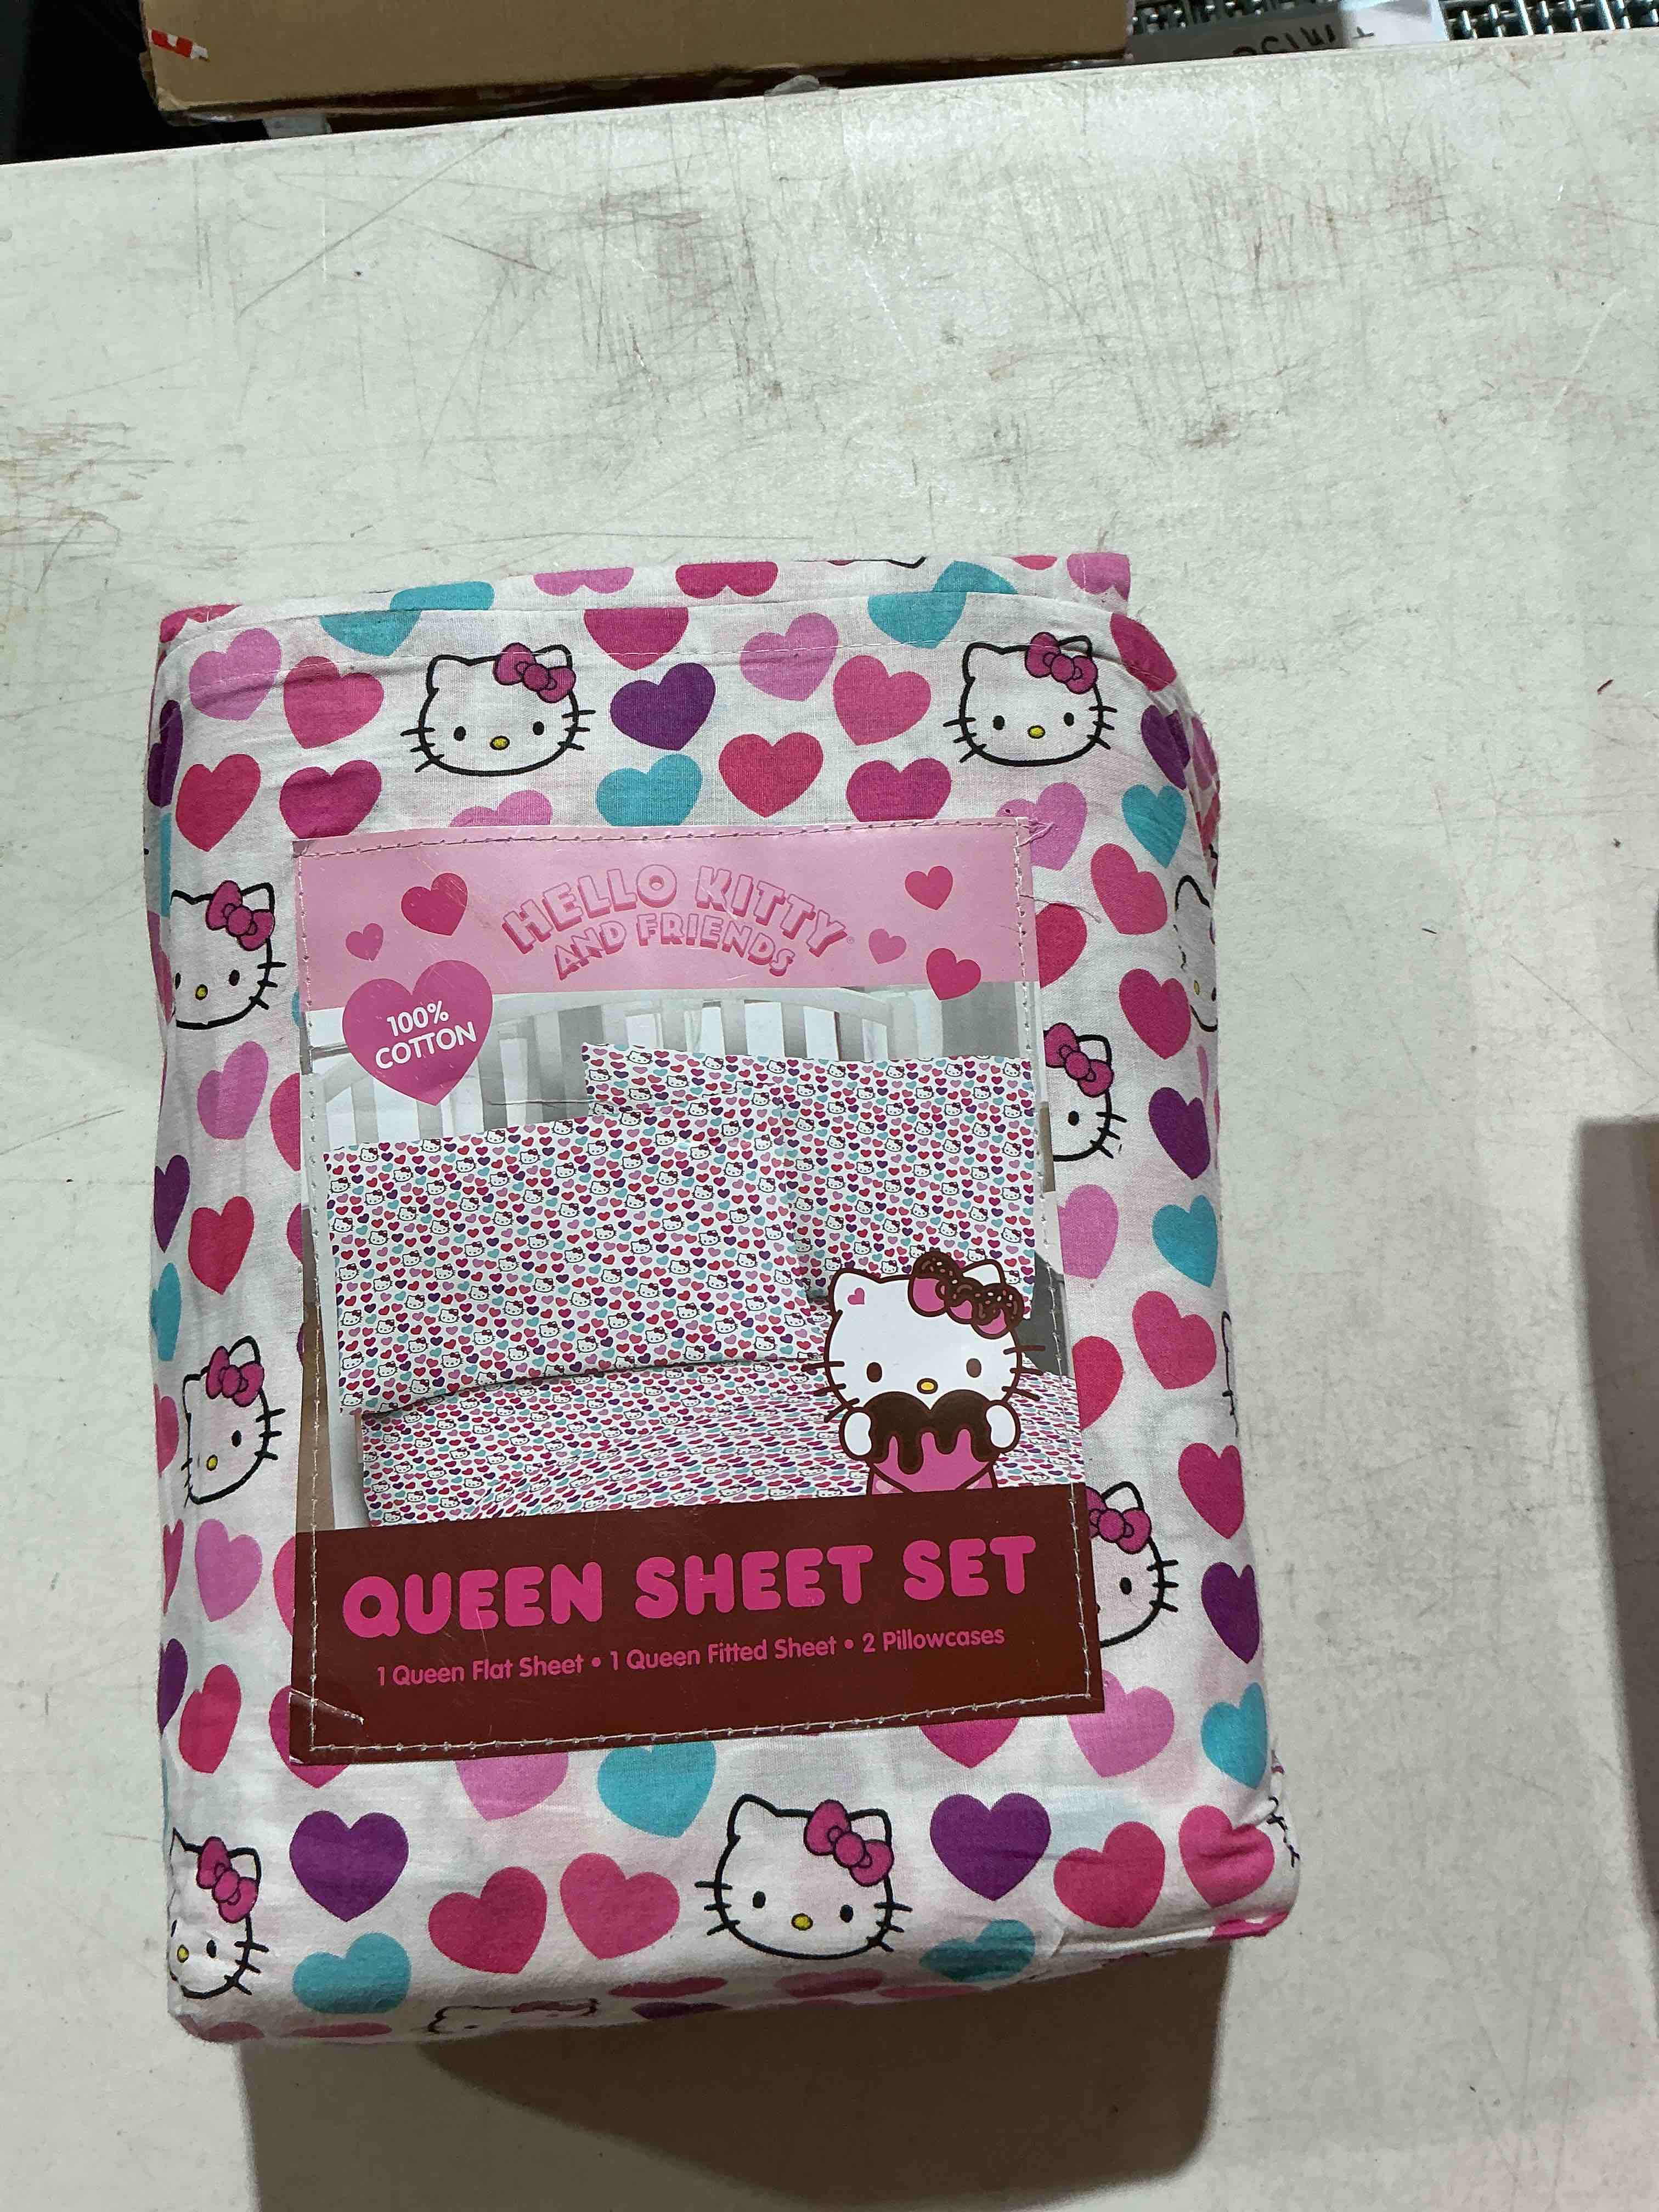 HELLO KITTY®
AND FRIENDS
100%
COTTON
QUEEN SHEET SET
1 Queen Flat Sheet • 1 Queen Fitted Sheet • 2 Pillowcases